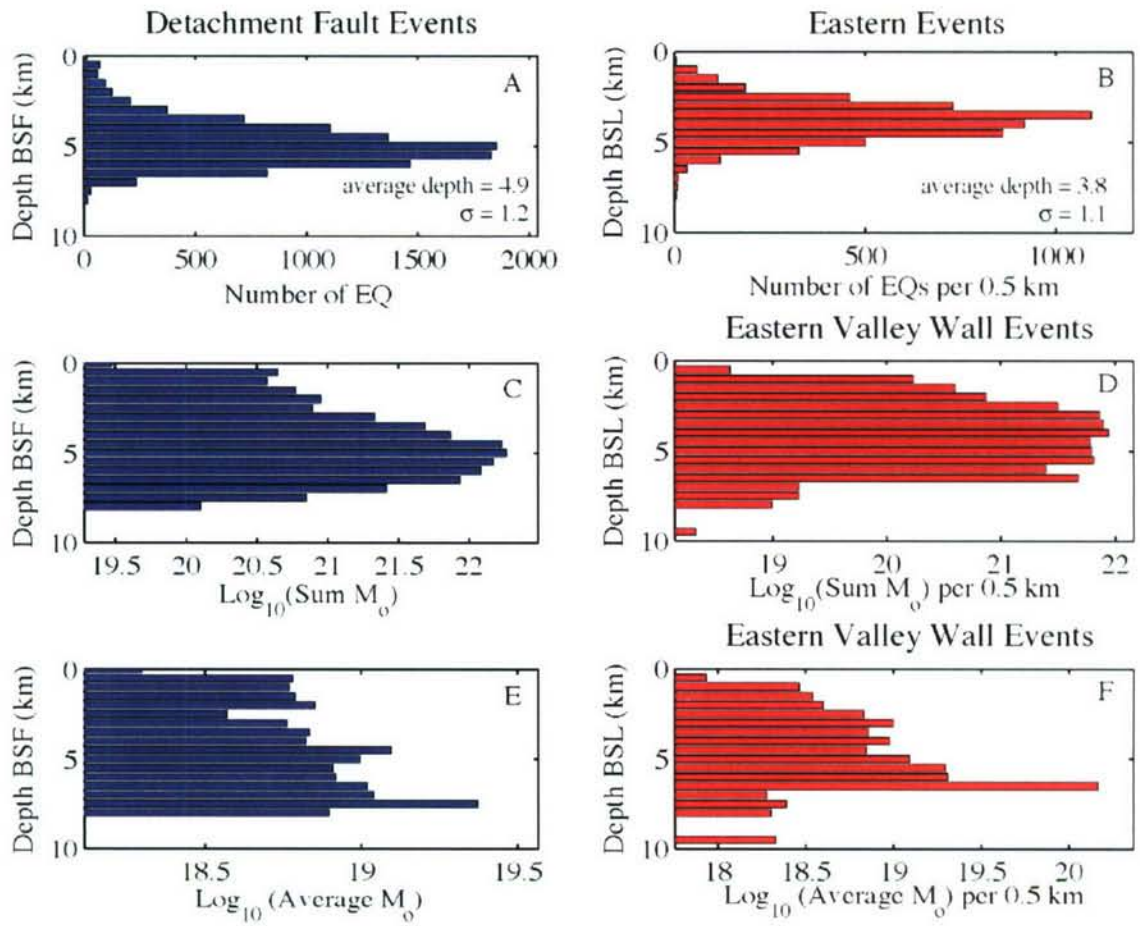 Detachment Fault Events
Eastern Events
0
5
10
Depth BSF (km)
A
average depth = 4.9
σ = 1.2
0 500 1000 1500 2000
Number of EQ
0
5
10
Depth BSL (km)
B
average depth = 3.8
σ = 1.1
0 500 1000
Number of EQs per 0.5 km
Eastern Valley Wall Events
0
5
10
Depth BSF (km)
C
19.5 20 20.5 21 21.5 22
Log10(Sum Mo)
0
5
10
Depth BSL (km)
D
19 20 21 22
Log10(Sum Mo) per 0.5 km
Eastern Valley Wall Events
0
5
10
Depth BSF (km)
E
18.5 19 19.5
Log10 (Average Mo)
0
5
10
Depth BSL (km)
F
18 18.5 19 19.5 20
Log10 (Average Mo) per 0.5 km